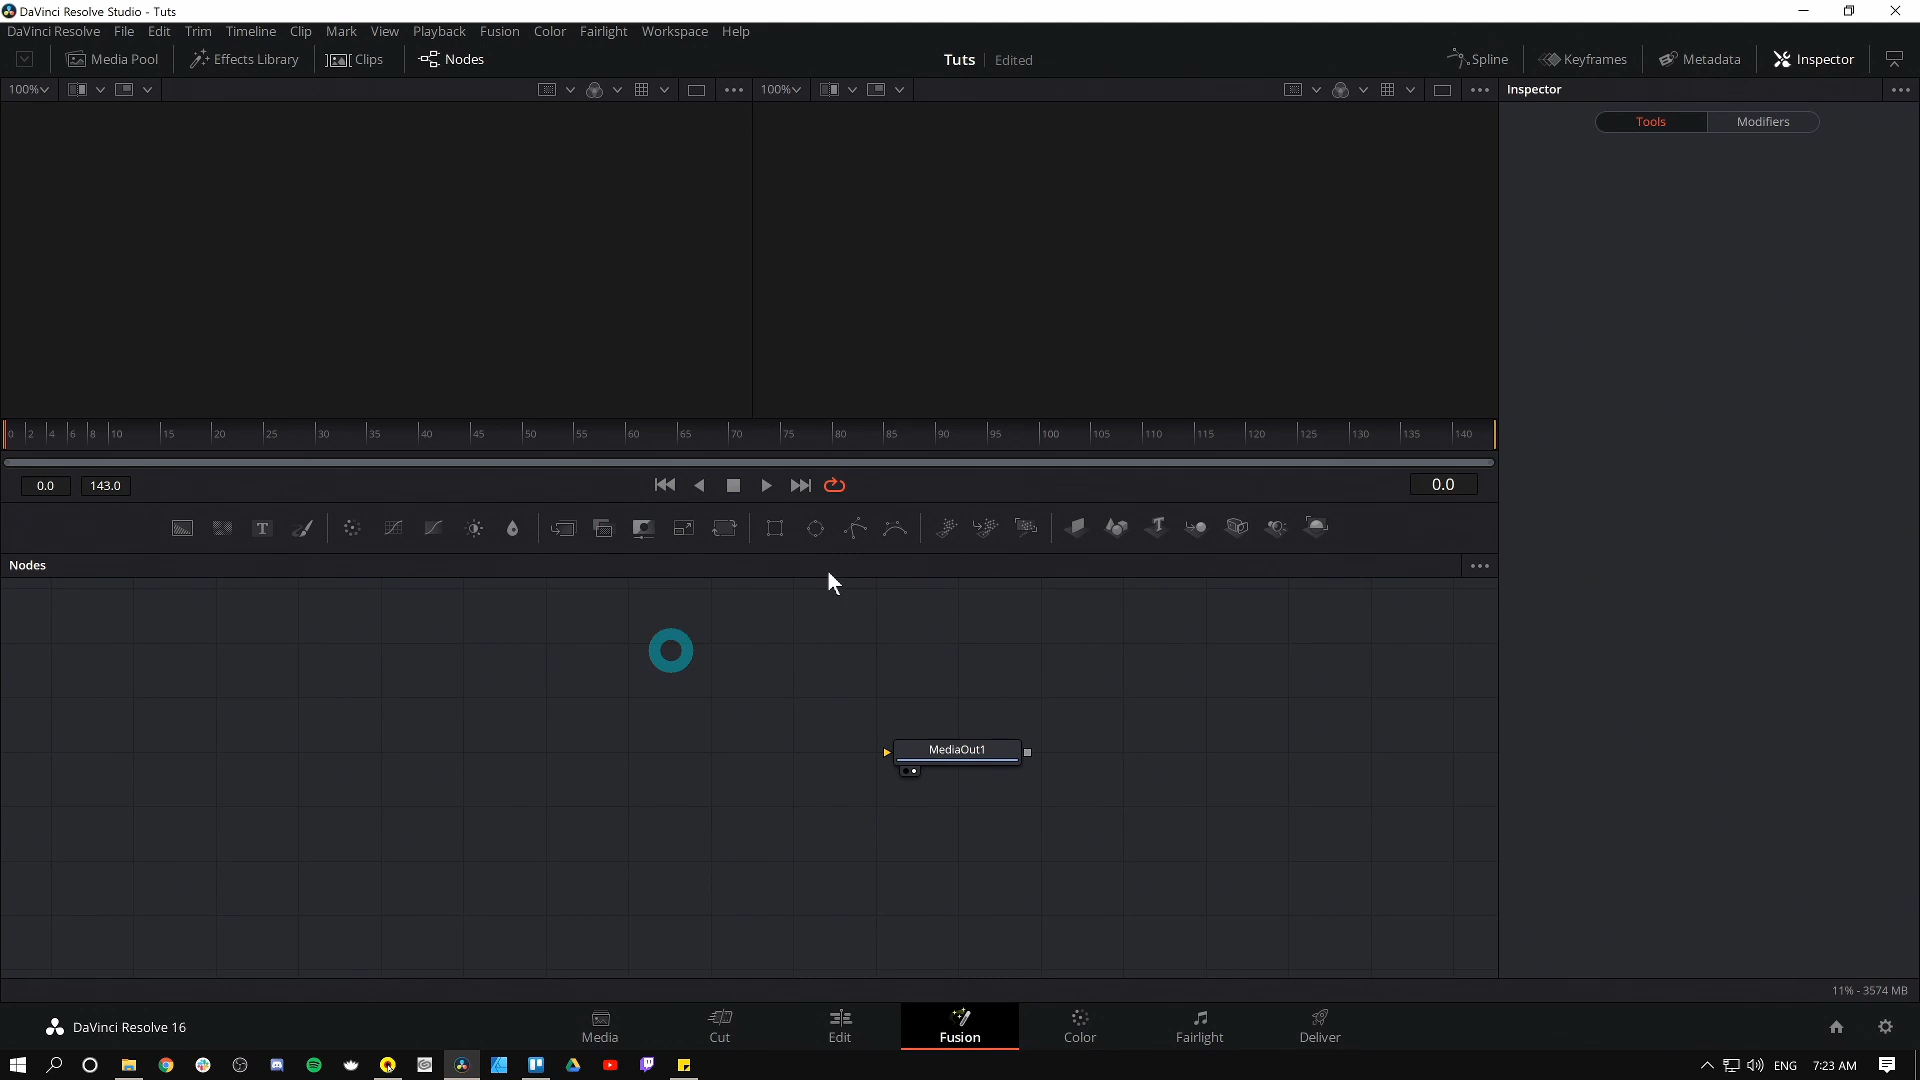 DaVinci Resolve Studio - Tuts
DaVinci Resolve File Edit Trim Timeline Clip Mark View Playback Fusion Color Fairlight Workspace Help
Media Pool Effects Library Clips Nodes Tuts Edited Spline Keyframes Metadata Inspector
100% 100% Inspector
Tools Modifiers
0 2 4 6 8 10 15 20 25 30 35 40 45 50 55 60 65 70 75 80 85 90 95 100 105 110 115 120 125 130 135 140
0.0 143.0 0.0
T T
Nodes
MediaOut1
11% - 3574 MB
DaVinci Resolve 16 Media Cut Edit Fusion Color Fairlight Deliver
ENG 7:23 AM